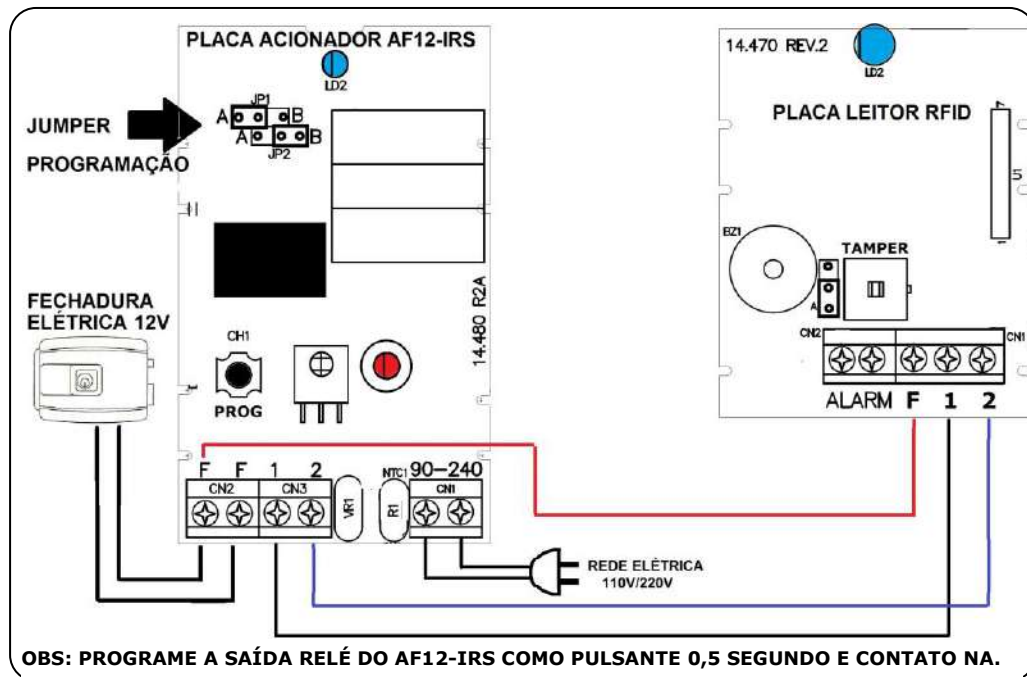 PLACA ACIONADOR AF12-IRS
LD2
JP1
A B
A B
JP2
JUMPER
PROGRAMAÇÃO
FECHADURA
ELÉTRICA 12V
CH1
PROG
14.480 R2A
F F 1 2
CN2 CN3
VR1
NTC1
R1
90–240
CN1
REDE ELÉTRICA
110V/220V
14.470 REV.2
LD2
PLACA LEITOR RFID
5
1
BZ1
TAMPER
A
CN2
CN1
ALARM F 1 2
OBS: PROGRAME A SAÍDA RELÉ DO AF12-IRS COMO PULSANTE 0,5 SEGUNDO E CONTATO NA.